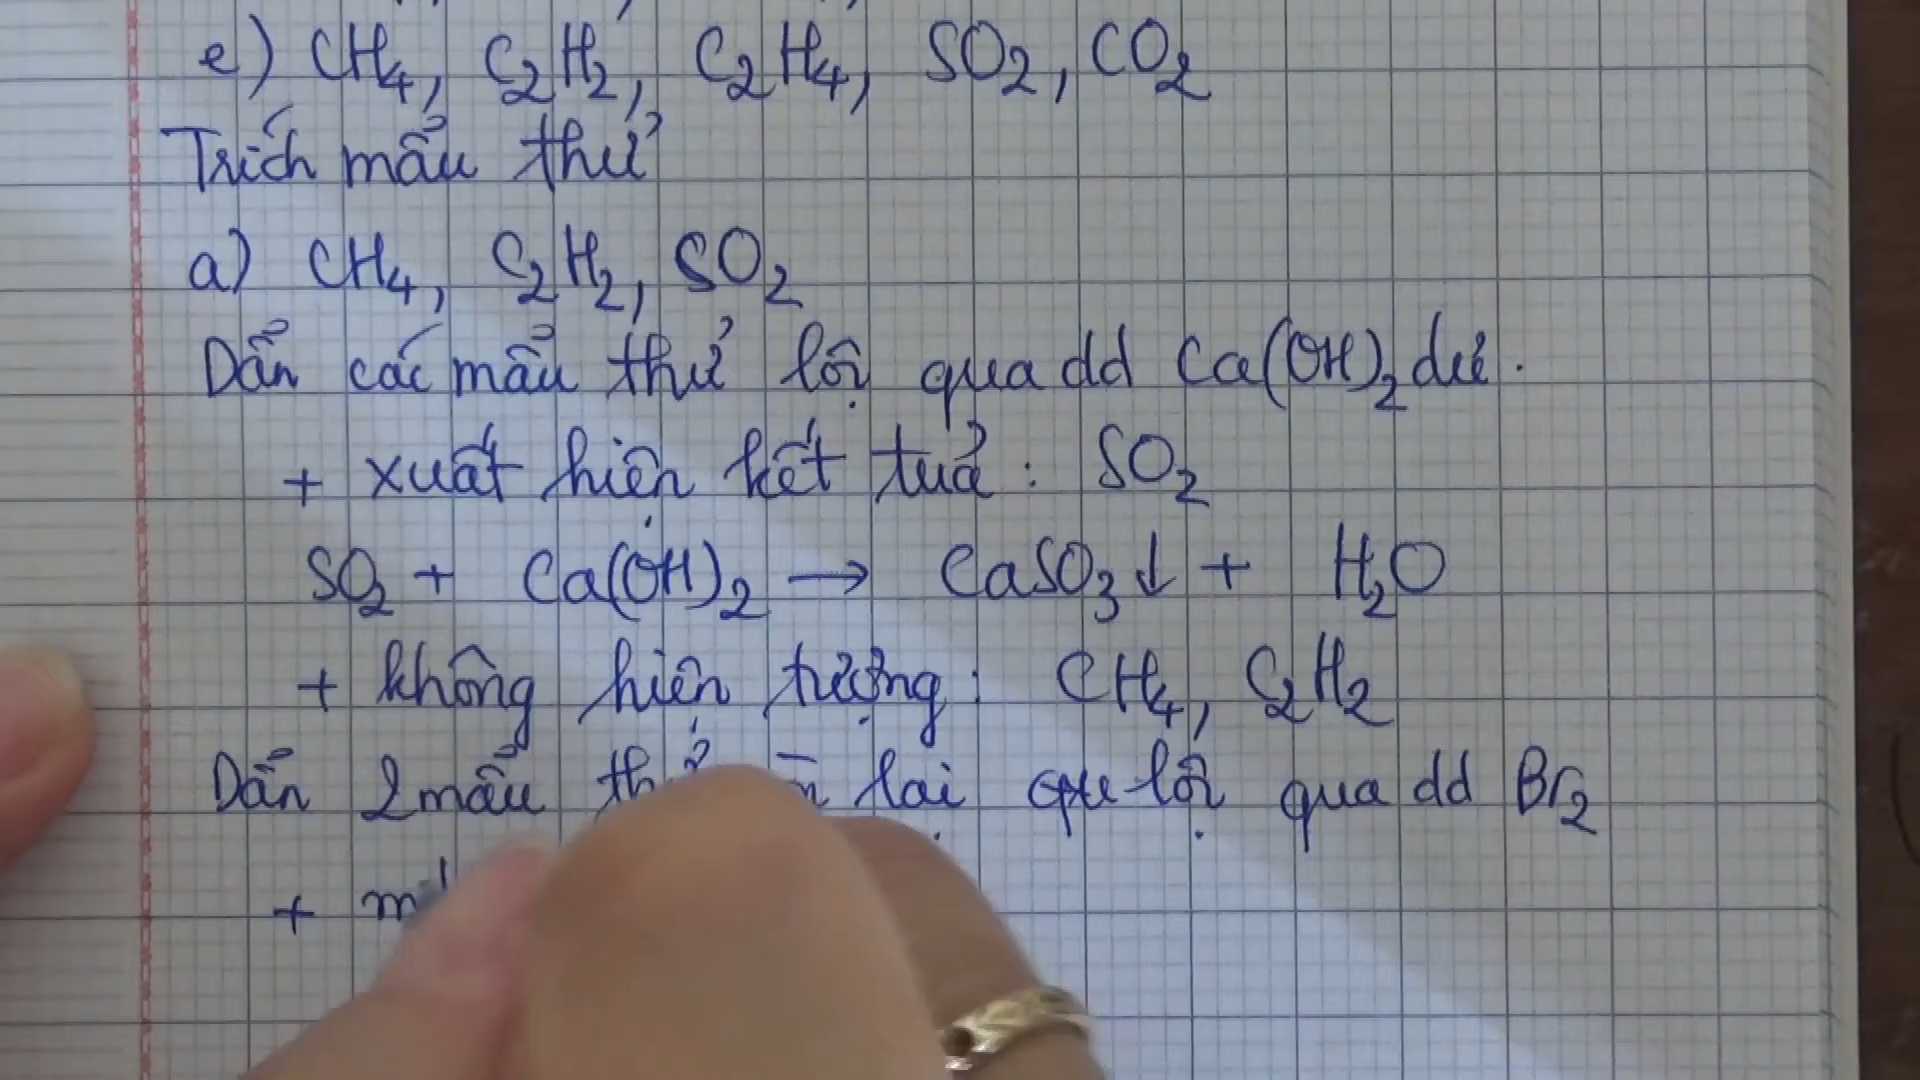 e) CH₄, C₂H₂, C₂H₄, SO₂, CO₂
Trích mẫu thử
a) CH₄, C₂H₂, SO₂
Dẫn các mẫu thử lội qua dd Ca(OH)₂ dư.
+ xuất hiện kết tủa : SO₂
SO₂ + Ca(OH)₂ → CaSO₃↓ + H₂O
+ không hiện tượng: CH₄, C₂H₂
Dẫn 2 mẫu lại lội qua dd Br₂
+